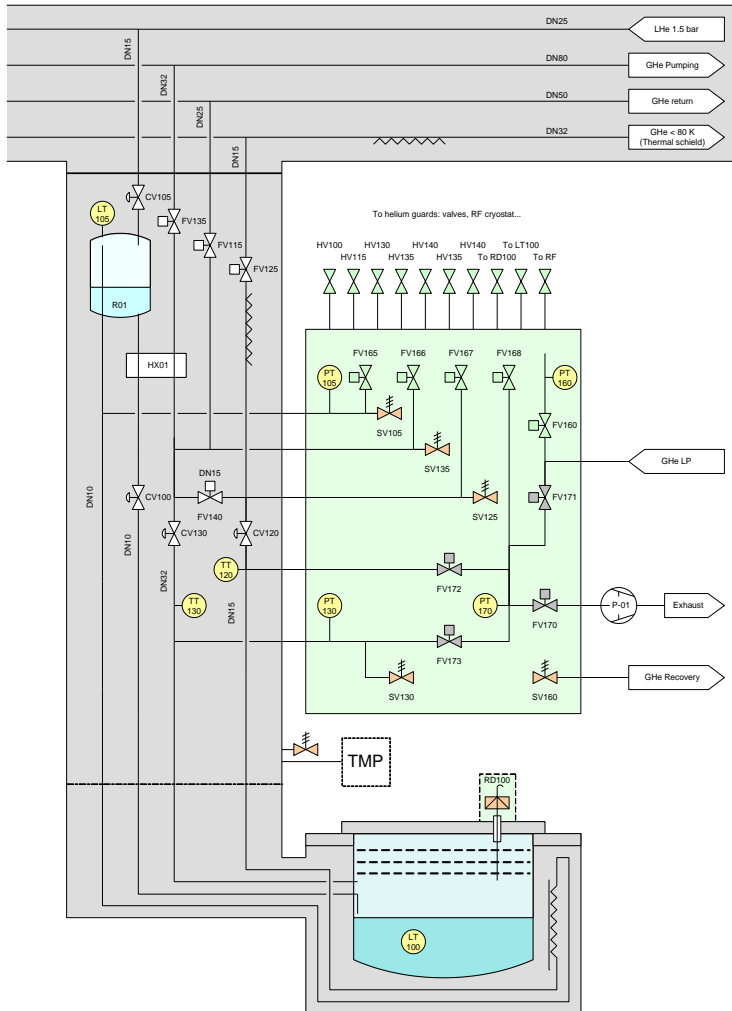 DN25
LHe 1.5 bar
DN15
DN80
GHe Pumping
DN32
DN50
GHe return
DN25
DN32
GHe < 80 K
(Thermal schield)
DN15
CV105
LT
105
FV135
FV115
FV125
To helium guards: valves, RF cryostat...
HV100 HV130 HV140 HV140 To LT100
HV115 HV135 HV135 To RD100 To RF
R01
HX01
FV165 FV166 FV167 FV168
PT
105
PT
160
SV105
FV160
SV135
GHe LP
DN15
DN10
CV100
FV140
SV125
FV171
CV130
CV120
DN10
TT
120
FV172
DN32
TT
130
DN15
PT
130
PT
170
FV170
P-01
Exhaust
FV173
SV130
SV160
GHe Recovery
TMP
RD100
LT
100